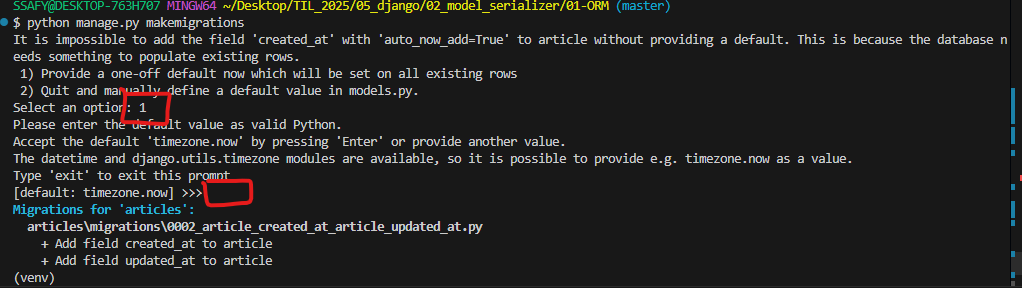 SSAFY@DESKTOP-763H707 MINGW64 ~/Desktop/TIL_2025/05_django/02_model_serializer/01-ORM (master)
$ python manage.py makemigrations
It is impossible to add the field 'created_at' with 'auto_now_add=True' to article without providing a default. This is because the database n
eeds something to populate existing rows.
1) Provide a one-off default now which will be set on all existing rows
2) Quit and manually define a default value in models.py.
Select an option: 1
Please enter the default value as valid Python.
Accept the default 'timezone.now' by pressing 'Enter' or provide another value.
The datetime and django.utils.timezone modules are available, so it is possible to provide e.g. timezone.now as a value.
Type 'exit' to exit this prompt
[default: timezone.now] >>>
Migrations for 'articles':
articles\migrations\0002_article_created_at_article_updated_at.py
+ Add field created_at to article
+ Add field updated_at to article
(venv)